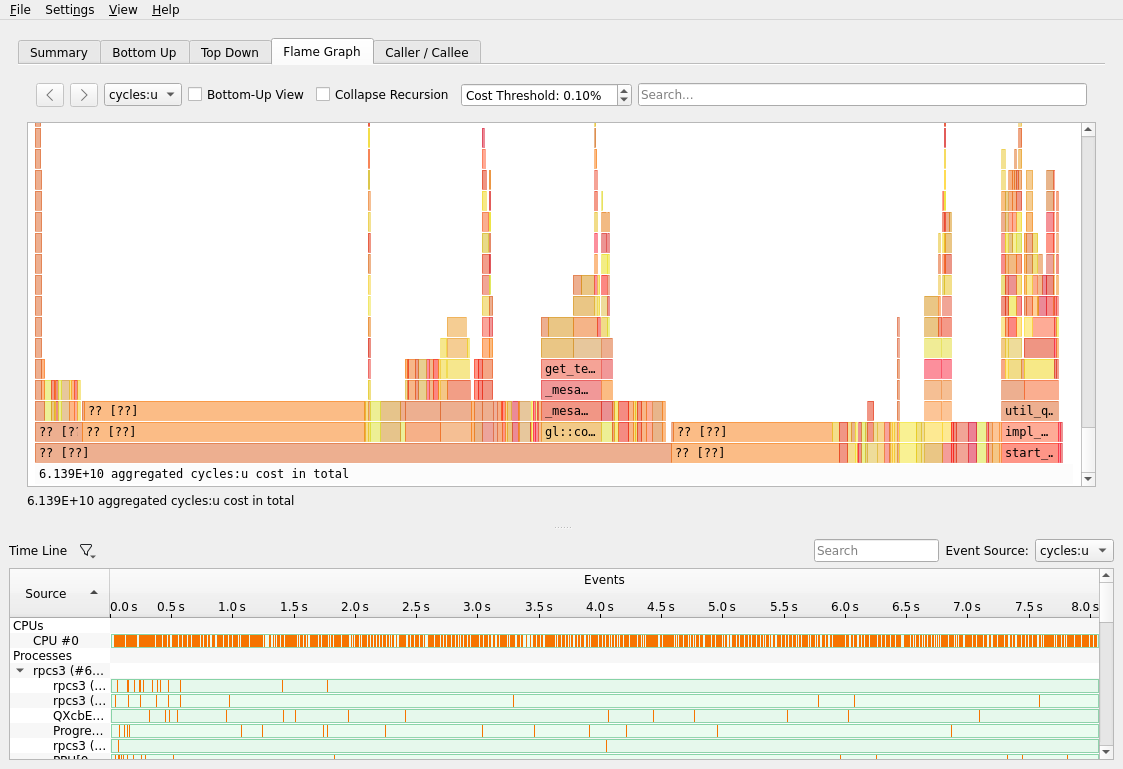 File Settings View Help
Summary Bottom Up Top Down Flame Graph Caller / Callee
cycles:u Bottom-Up View Collapse Recursion Cost Threshold: 0.10% Search...
get_te…
_mesa…
?? [??] _mesa… util_q…
?? [?? ?? [??] gl::co… ?? [??] impl_…
?? [??] ?? [??] start_…
6.139E+10 aggregated cycles:u cost in total
6.139E+10 aggregated cycles:u cost in total
Time Line Search Event Source: cycles:u
Source Events
0.0 s 0.5 s 1.0 s 1.5 s 2.0 s 2.5 s 3.0 s 3.5 s 4.0 s 4.5 s 5.0 s 5.5 s 6.0 s 6.5 s 7.0 s 7.5 s 8.0 s
CPUs
CPU #0
Processes
rpcs3 (#6...
rpcs3 (...
rpcs3 (...
QXcbE...
Progre...
rpcs3 (...